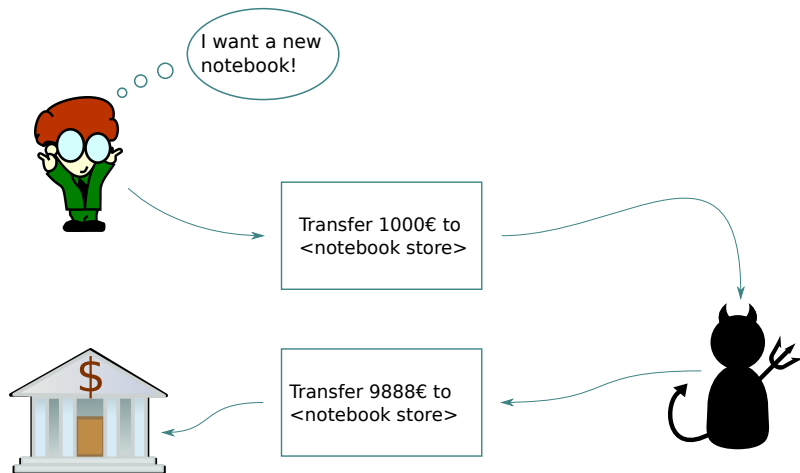 I want a new
notebook!
Transfer 1000€ to
<notebook store>
$
Transfer 9888€ to
<notebook store>